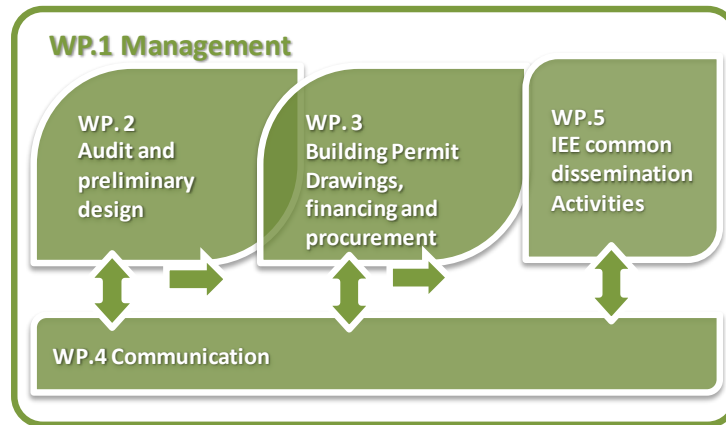 WP.1 Management
WP. 2
Audit and
preliminary
design
WP. 3
Building Permit
Drawings,
financing and
procurement
WP.5
IEE common
dissemination
Activities
WP.4 Communication